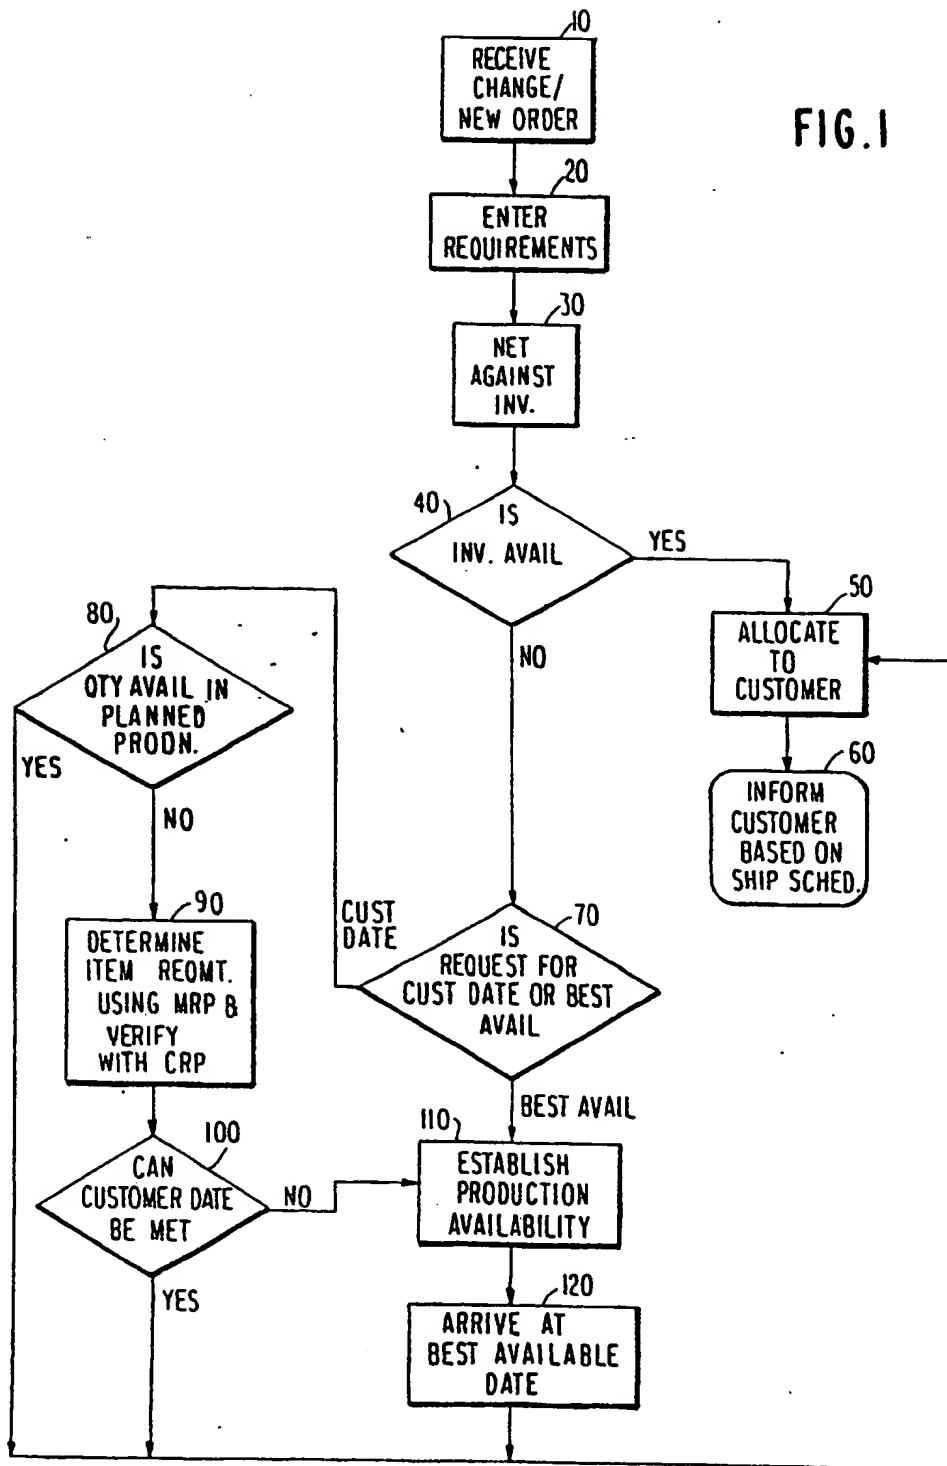 10
RECEIVE
CHANGE/
NEW ORDER
FIG.1
20
ENTER
REQUIREMENTS
30
NET
AGAINST
INV.
40
IS
INV. AVAIL
YES
NO
50
ALLOCATE
TO
CUSTOMER
60
INFORM
CUSTOMER
BASED ON
SHIP SCHED.
80
IS
QTY AVAIL IN
PLANNED
PRODN.
YES
NO
90
DETERMINE
ITEM REQMT.
USING MRP &
VERIFY
WITH CRP
CUST
DATE
70
IS
REQUEST FOR
CUST DATE OR BEST
AVAIL
BEST AVAIL
100
CAN
CUSTOMER DATE
BE MET
NO
YES
110
ESTABLISH
PRODUCTION
AVAILABILITY
120
ARRIVE AT
BEST AVAILABLE
DATE